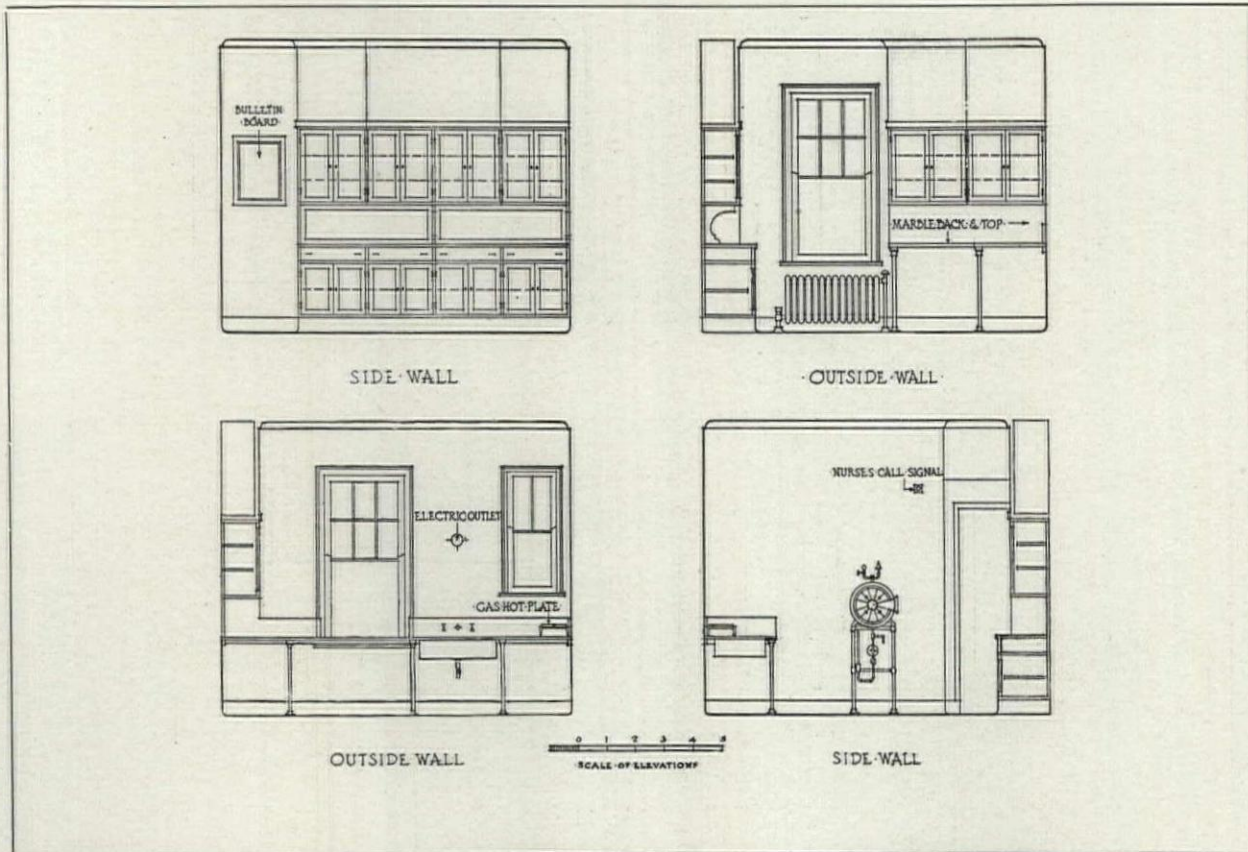 BULLETIN
·BOARD·
SIDE·WALL
MARBLE BACK·&·TOP·
·OUTSIDE·WALL·
ELECTRIC OUTLET
·GAS·HOT·PLATE·
OUTSIDE WALL
0 1 2 3 4 5
·SCALE·OF·ELEVATIONS
·NURSES CALL·SIGNAL
SIDE·WALL